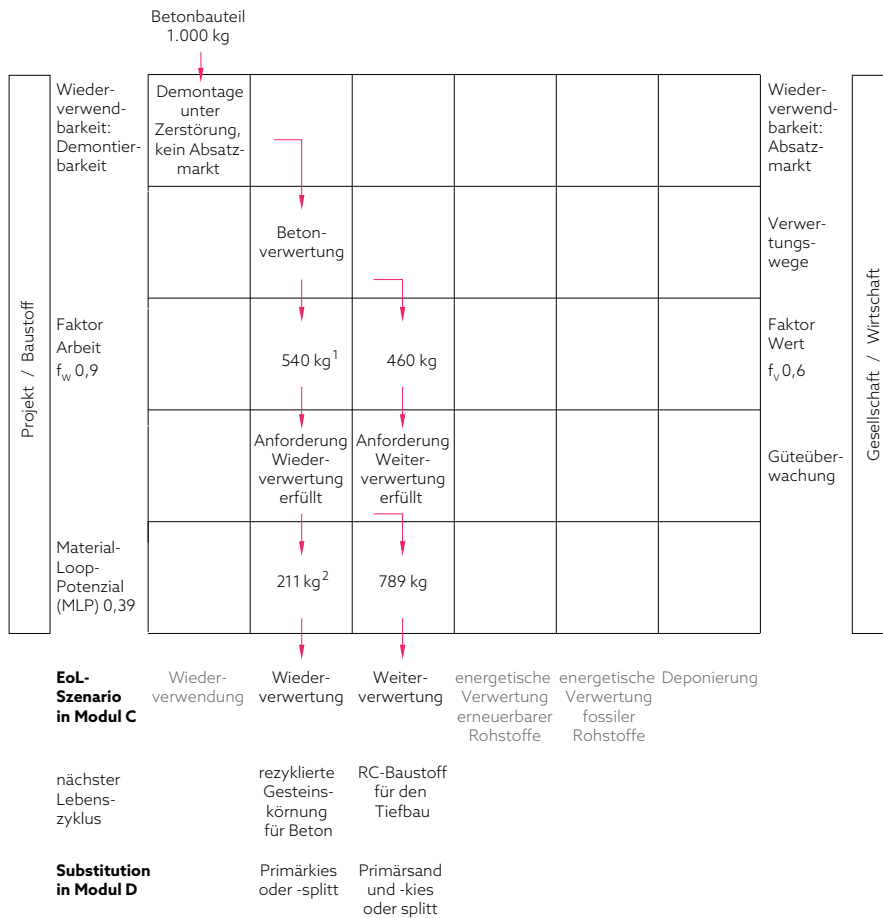 Betonbauteil
1.000 kg
Projekt / Baustoff
Wieder-
verwend-
barkeit:
Demontier-
barkeit
Demontage
unter
Zerstörung,
kein Absatz-
markt
Wieder-
verwend-
barkeit:
Absatz-
markt
Gesellschaft / Wirtschaft
Beton-
verwertung
Verwer-
tungs-
wege
Faktor
Arbeit
f_w 0,9
540 kg¹
460 kg
Faktor
Wert
f_v 0,6
Anforderung
Wieder-
verwertung
erfüllt
Anforderung
Weiter-
verwertung
erfüllt
Güteüber-
wachung
Material-
Loop-
Potenzial
(MLP) 0,39
211 kg²
789 kg
EoL-
Szenario
in Modul C
Wieder-
verwendung
Wieder-
verwertung
Weiter-
verwertung
energetische
Verwertung
erneuerbarer
Rohstoffe
energetische
Verwertung
fossiler
Rohstoffe
Deponierung
nächster
Lebens-
zyklus
rezyklierte
Gesteins-
körnung
für Beton
RC-Baustoff
für den
Tiefbau
Substitution
in Modul D
Primärkies
oder -splitt
Primärsand
und -kies
oder splitt